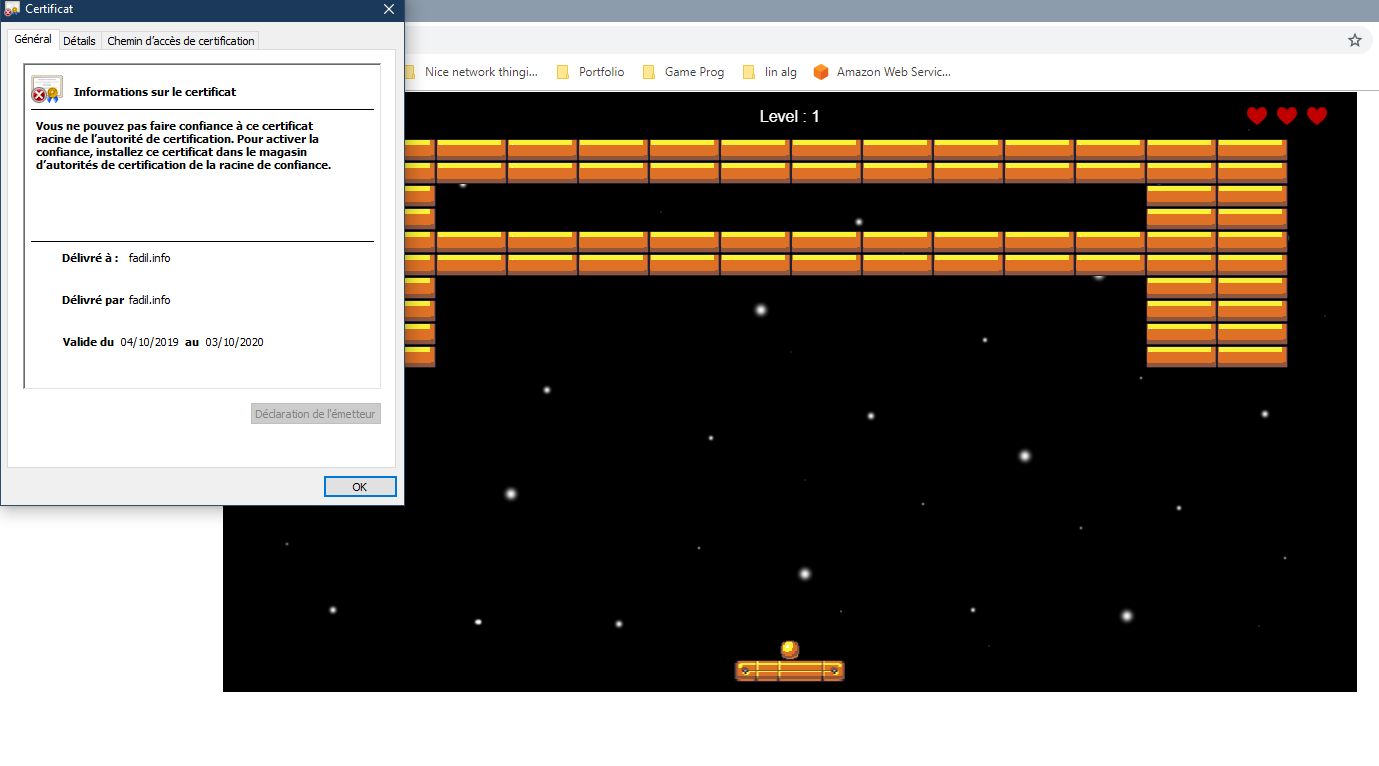 Certificat
Général
Détails
Chemin d'accès de certification
Nice network thingi...
Portfolio
Game Prog
lin alg
Amazon Web Servic...
Informations sur le certificat
Vous ne pouvez pas faire confiance à ce certificat
racine de l'autorité de certification. Pour activer la
confiance, installez ce certificat dans le magasin
d'autorités de certification de la racine de confiance.
Délivré à : fadil.info
Délivré par fadil.info
Valide du 04/10/2019 au 03/10/2020
Déclaration de l'émetteur
OK
Level : 1